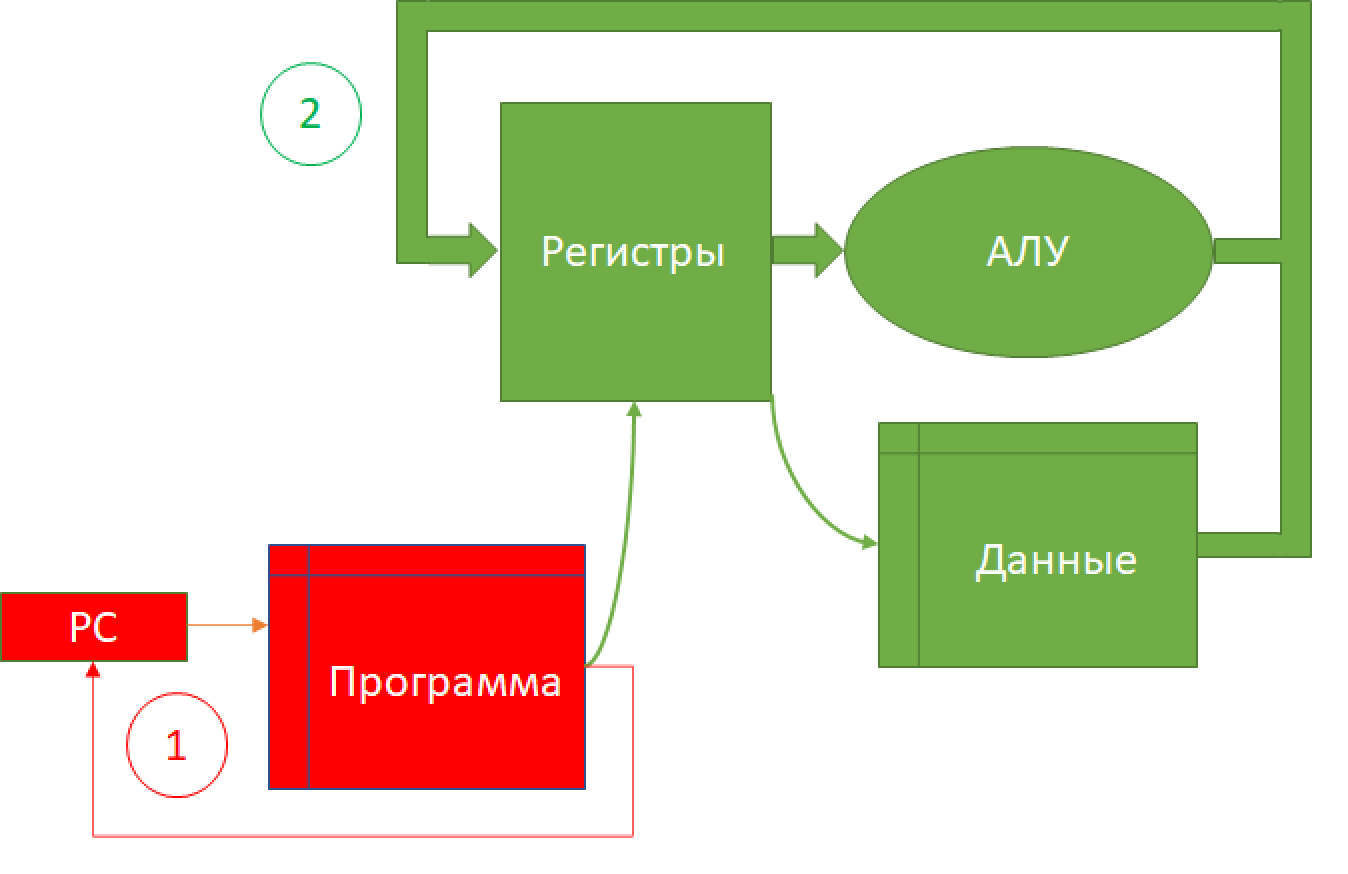 2
Регистры
АЛУ
Данные
PC
Программа
1